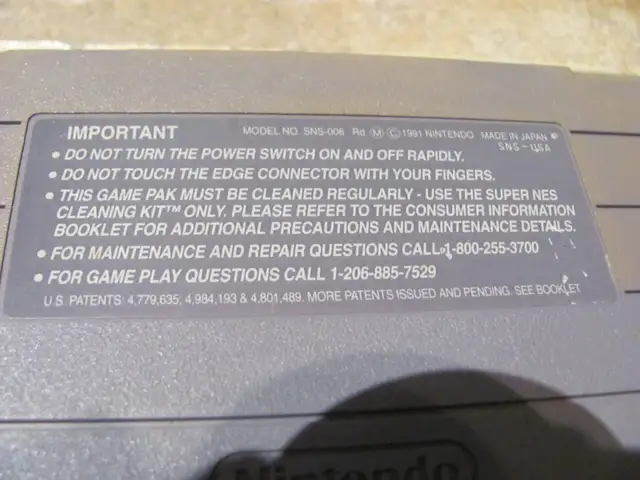 IMPORTANT MODEL NO. SNS-006 Rd Ⓜ Ⓒ 1991 NINTENDO MADE IN JAPAN
SNS-USA
• DO NOT TURN THE POWER SWITCH ON AND OFF RAPIDLY.
• DO NOT TOUCH THE EDGE CONNECTOR WITH YOUR FINGERS.
• THIS GAME PAK MUST BE CLEANED REGULARLY - USE THE SUPER NES
CLEANING KIT™ ONLY. PLEASE REFER TO THE CONSUMER INFORMATION
BOOKLET FOR ADDITIONAL PRECAUTIONS AND MAINTENANCE DETAILS.
• FOR MAINTENANCE AND REPAIR QUESTIONS CALL 1-800-255-3700
• FOR GAME PLAY QUESTIONS CALL 1-206-885-7529
U.S. PATENTS: 4,779,635; 4,984,193 & 4,801,489. MORE PATENTS ISSUED AND PENDING. SEE BOOKLET
Nintendo